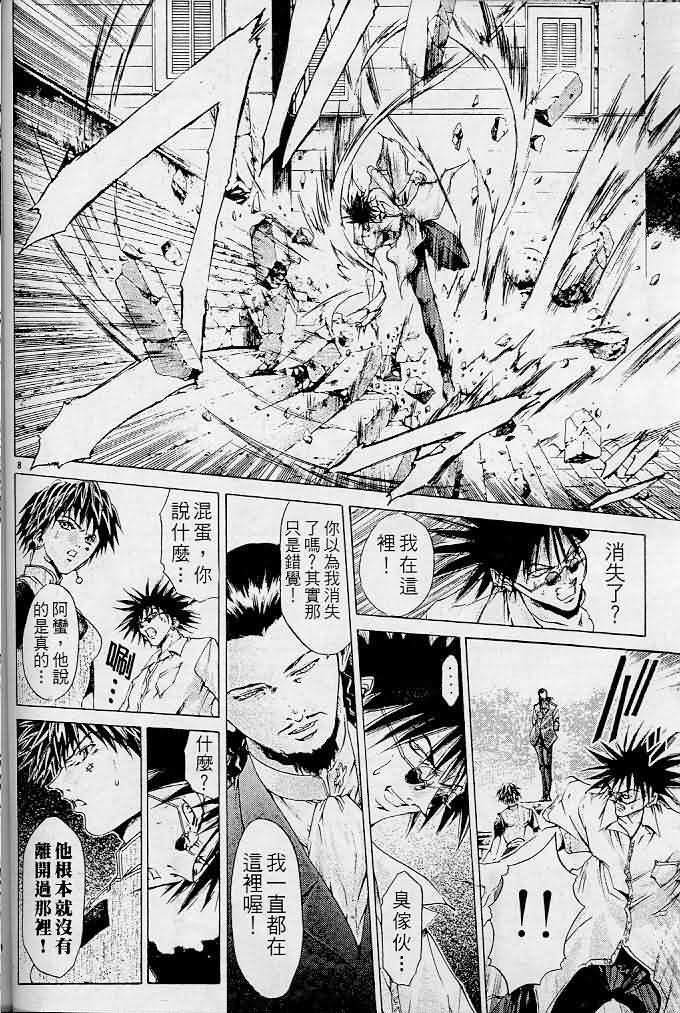 消失了?
我在這
裡!
!!
你以為我消失
了嗎?其實那
只是錯覺!
‥‥
臭傢伙…
我一直都在
這裡喔!
混蛋,你
說什麼…
唰…
阿蠻,他說
的是真的…
什麼?
他根本就沒有
離開過那裡!
8